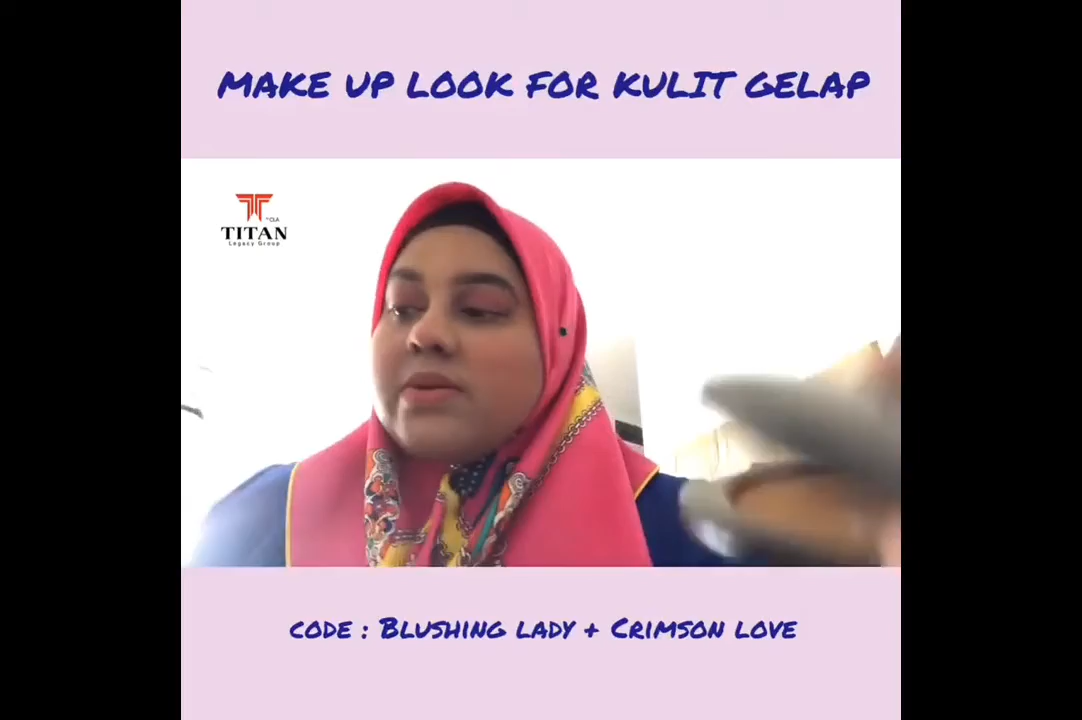 MAKE UP LOOK FOR KULIT GELAP
TITAN
Legacy Group
CODE : BLUSHING LADY + CRIMSON LOVE